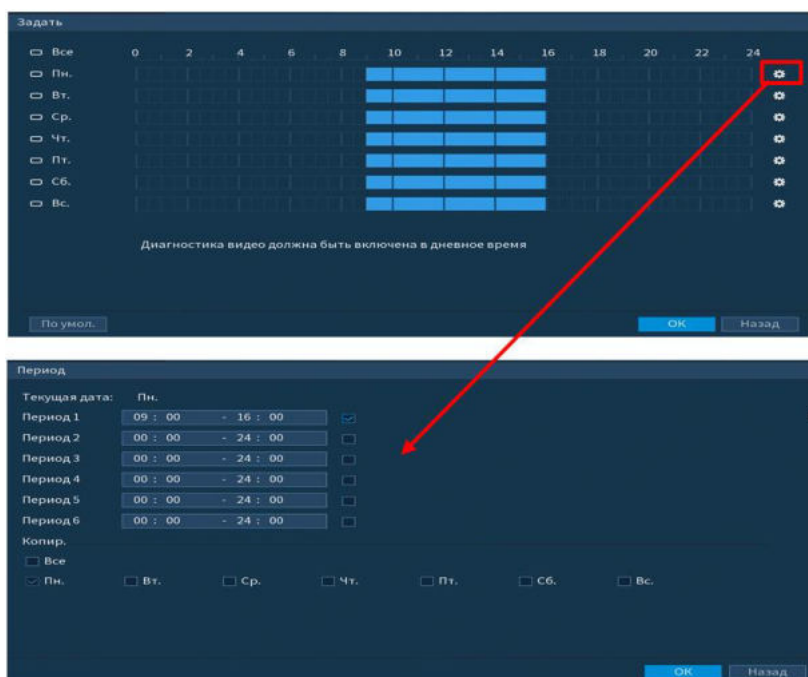 Задать
Все 0 2 4 6 8 10 12 14 16 18 20 22 24
Пн.
Вт.
Ср.
Чт.
Пт.
Сб.
Вс.
Диагностика видео должна быть включена в дневное время
По умол. OK Назад
Период
Текущая дата: Пн.
Период 1 09 : 00 - 16 : 00
Период 2 00 : 00 - 24 : 00
Период 3 00 : 00 - 24 : 00
Период 4 00 : 00 - 24 : 00
Период 5 00 : 00 - 24 : 00
Период 6 00 : 00 - 24 : 00
Копир.
Все
Пн. Вт. Ср. Чт. Пт. Сб. Вс.
OK Назад